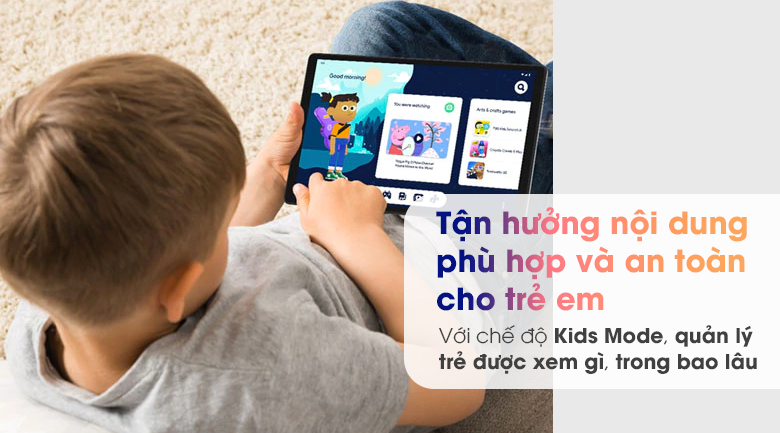 Good morning!
You were watching
Arts & crafts games
Tận hưởng nội dung
phù hợp và an toàn
cho trẻ em
Với chế độ Kids Mode, quản lý
trẻ được xem gì, trong bao lâu